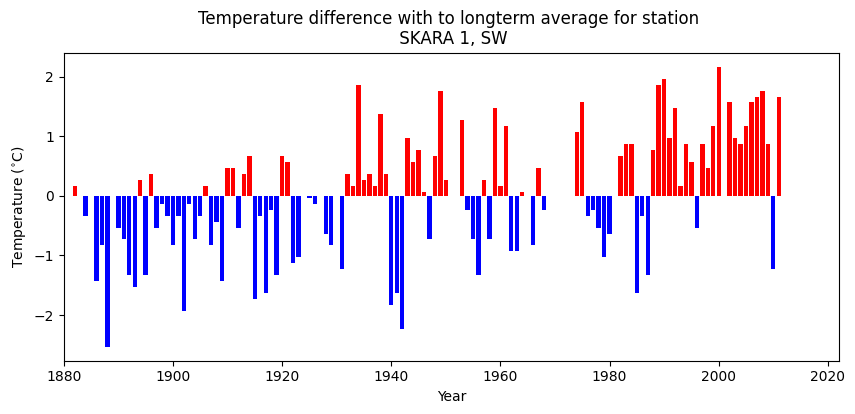 Temperature difference with to longterm average for station
SKARA 1, SW
Temperature (°C)
2
1
0
−1
−2
1880 1900 1920 1940 1960 1980 2000 2020
Year